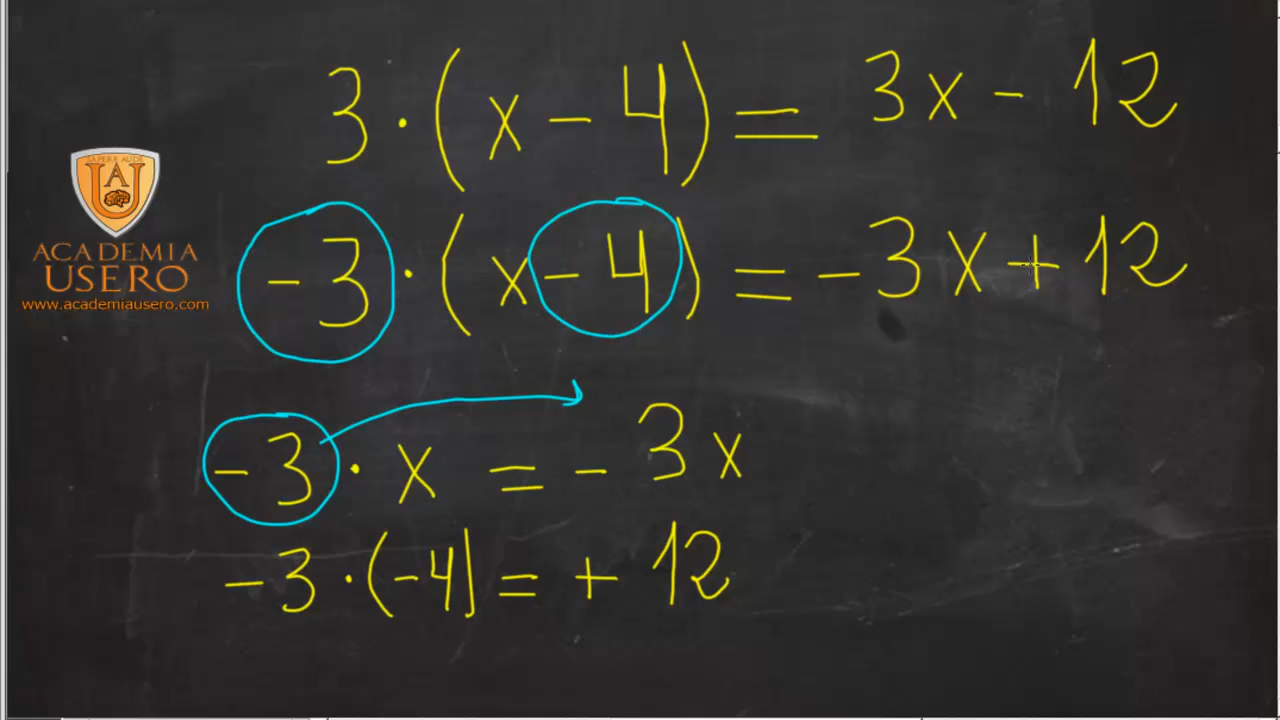 3·(x-4)= 3x - 12
SAPERE AUDE
UA
ACADEMIA
USERO
www.academiausero.com
-3·(x-4)=-3x+12
-3·x=-3x
-3·(-4]=+12